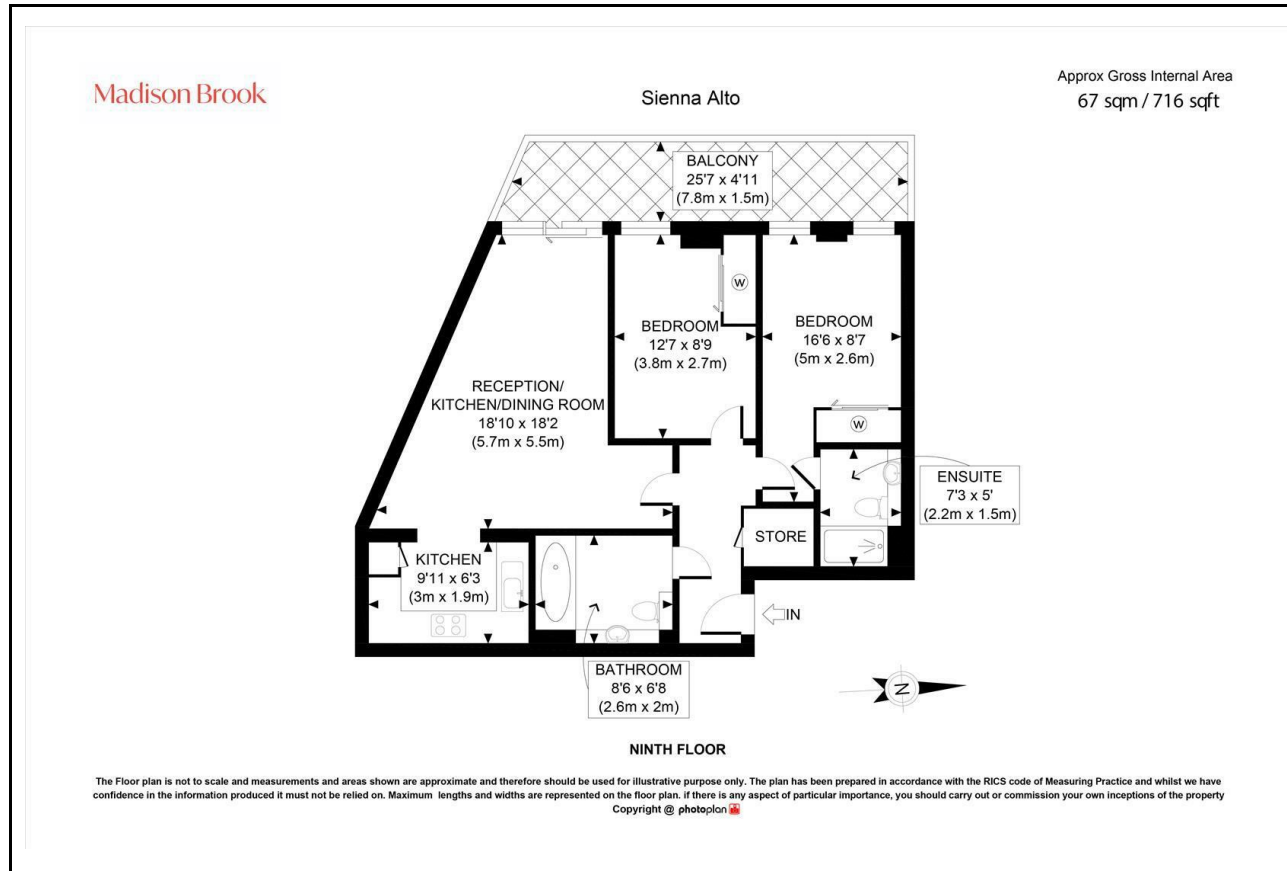 Madison Brook
Sienna Alto
Approx Gross Internal Area
67 sqm / 716 sqft
BALCONY
25'7 x 4'11
(7.8m x 1.5m)
W
BEDROOM
12'7 x 8'9
(3.8m x 2.7m)
BEDROOM
16'6 x 8'7
(5m x 2.6m)
RECEPTION/
KITCHEN/DINING ROOM
18'10 x 18'2
(5.7m x 5.5m)
W
ENSUITE
7'3 x 5'
(2.2m x 1.5m)
STORE
KITCHEN
9'11 x 6'3
(3m x 1.9m)
IN
BATHROOM
8'6 x 6'8
(2.6m x 2m)
N
NINTH FLOOR
The Floor plan is not to scale and measurements and areas shown are approximate and therefore should be used for illustrative purpose only. The plan has been prepared in accordance with the RICS code of Measuring Practice and whilst we have
confidence in the information produced it must not be relied on. Maximum lengths and widths are represented on the floor plan. if there is any aspect of particular importance, you should carry out or commission your own inceptions of the property
Copyright @ photoplan